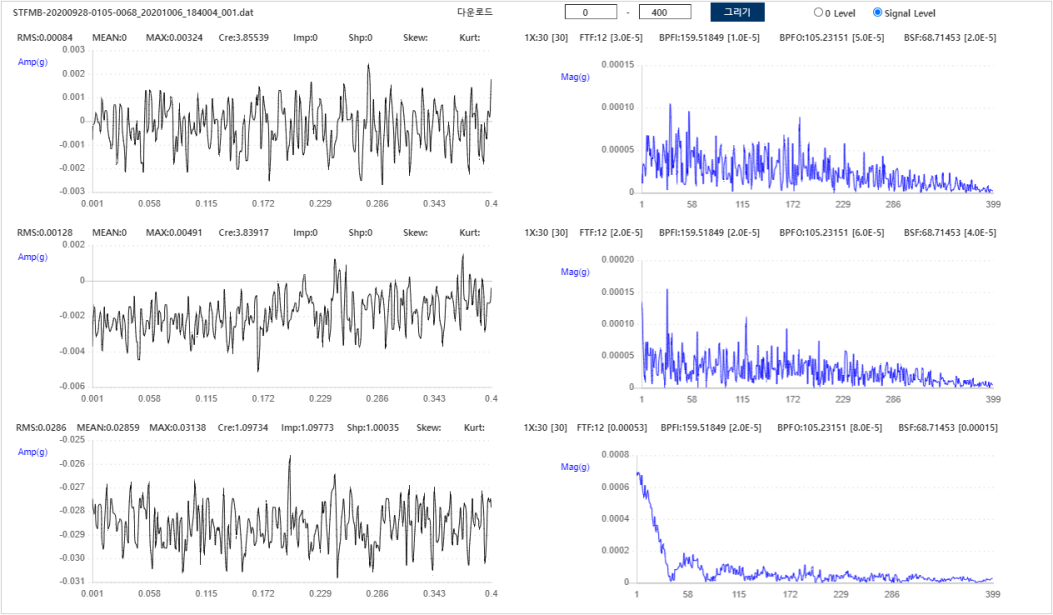 STFMB-20200928-0105-0068_20201006_184004_001.dat 다운로드 0 - 400 그리기 0 Level Signal Level
RMS:0.00084 MEAN:0 MAX:0.00324 Cre:3.85539 Imp:0 Shp:0 Skew: Kurt: 1X:30 [30] FTF:12 [3.0E-5] BPFI:159.51849 [1.0E-5] BPFO:105.23151 [5.0E-5] BSF:68.71453 [2.0E-5]
Amp(g)
0.003
0.002
0.001
0
-0.001
-0.002
-0.003
0.001 0.058 0.115 0.172 0.229 0.286 0.343 0.4
Mag(g)
0.00015
0.00010
0.00005
0
1 58 115 172 229 286 399
RMS:0.00128 MEAN:0 MAX:0.00491 Cre:3.83917 Imp:0 Shp:0 Skew: Kurt: 1X:30 [30] FTF:12 [2.0E-5] BPFI:159.51849 [2.0E-5] BPFO:105.23151 [6.0E-5] BSF:68.71453 [4.0E-5]
Amp(g)
0.002
0
-0.002
-0.004
-0.006
0.001 0.058 0.115 0.172 0.229 0.286 0.343 0.4
Mag(g)
0.00020
0.00015
0.00010
0.00005
0
1 58 115 172 229 286 399
RMS:0.0286 MEAN:0.02859 MAX:0.03138 Cre:1.09734 Imp:1.09773 Shp:1.00035 Skew: Kurt: 1X:30 [30] FTF:12 [0.00053] BPFI:159.51849 [2.0E-5] BPFO:105.23151 [8.0E-5] BSF:68.71453 [0.00015]
Amp(g)
-0.025
-0.026
-0.027
-0.028
-0.029
-0.030
-0.031
0.001 0.058 0.115 0.172 0.229 0.286 0.343 0.4
Mag(g)
0.0008
0.0006
0.0004
0.0002
0
1 58 115 172 229 286 399